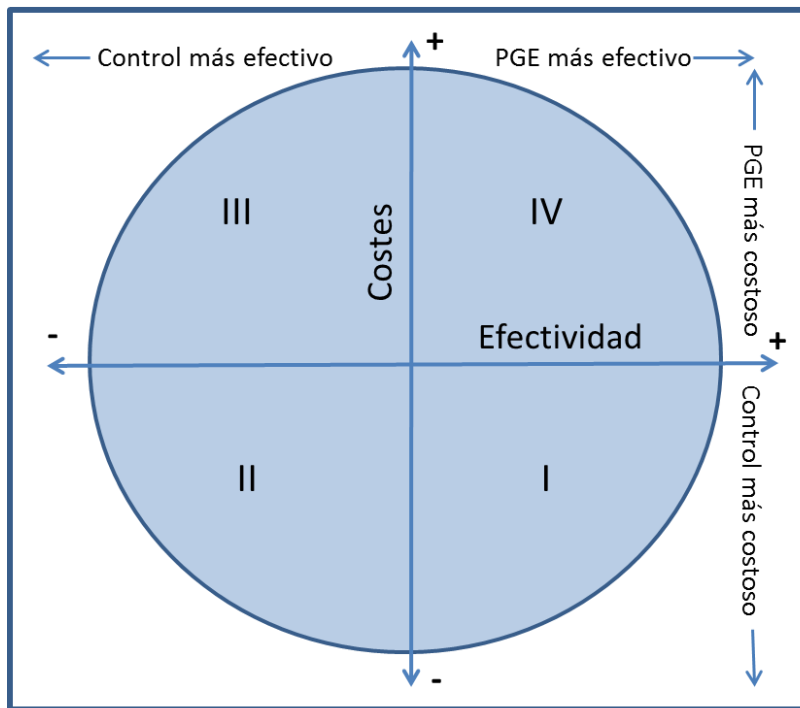 +
Control más efectivo
PGE más efectivo
III
IV
Costes
PGE más costoso
-
Efectividad
+
II
I
Control más costoso
-